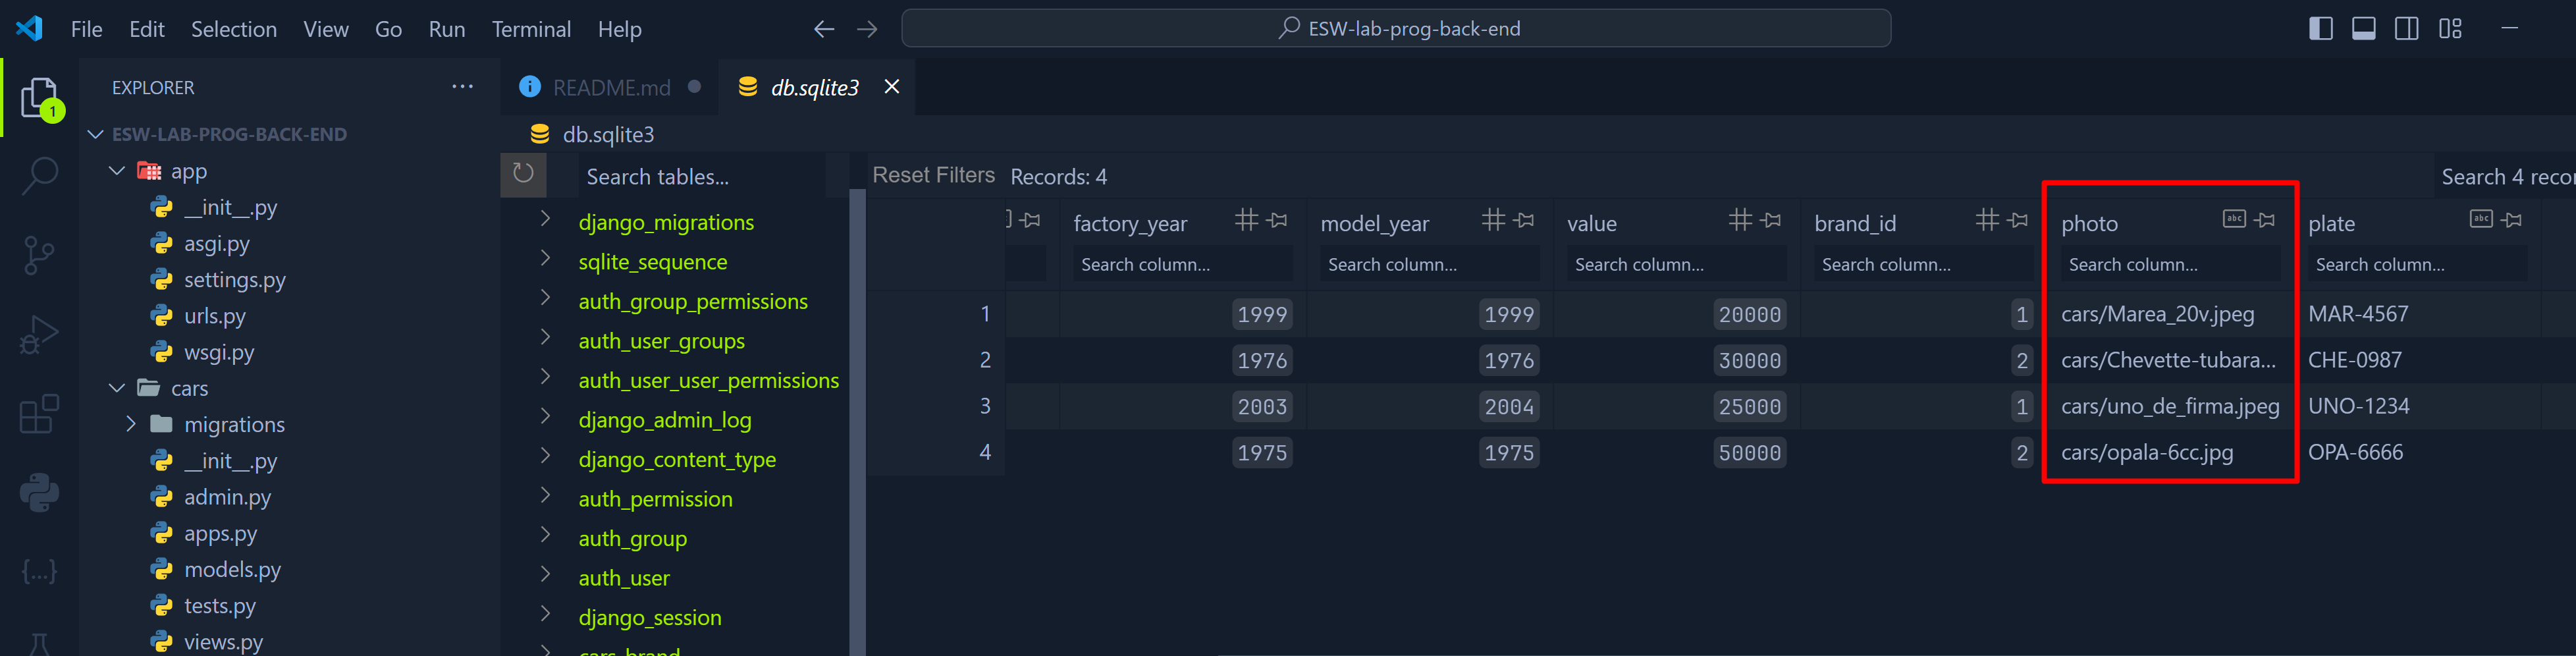 File Edit Selection View Go Run Terminal Help
ESW-lab-prog-back-end
EXPLORER
1
ESW-LAB-PROG-BACK-END
app
__init__.py
asgi.py
settings.py
urls.py
wsgi.py
cars
migrations
__init__.py
admin.py
apps.py
models.py
tests.py
views.py
README.md
db.sqlite3
db.sqlite3
Search tables...
django_migrations
sqlite_sequence
auth_group_permissions
auth_user_groups
auth_user_user_permissions
django_admin_log
django_content_type
auth_permission
auth_group
auth_user
django_session
cars_brand
Reset Filters Records: 4 Search 4 recor
factory_year model_year value brand_id photo abc plate abc
Search column... Search column... Search column... Search column... Search column... Search column...
1 1999 1999 20000 1 cars/Marea_20v.jpeg MAR-4567
2 1976 1976 30000 2 cars/Chevette-tubara... CHE-0987
3 2003 2004 25000 1 cars/uno_de_firma.jpeg UNO-1234
4 1975 1975 50000 2 cars/opala-6cc.jpg OPA-6666